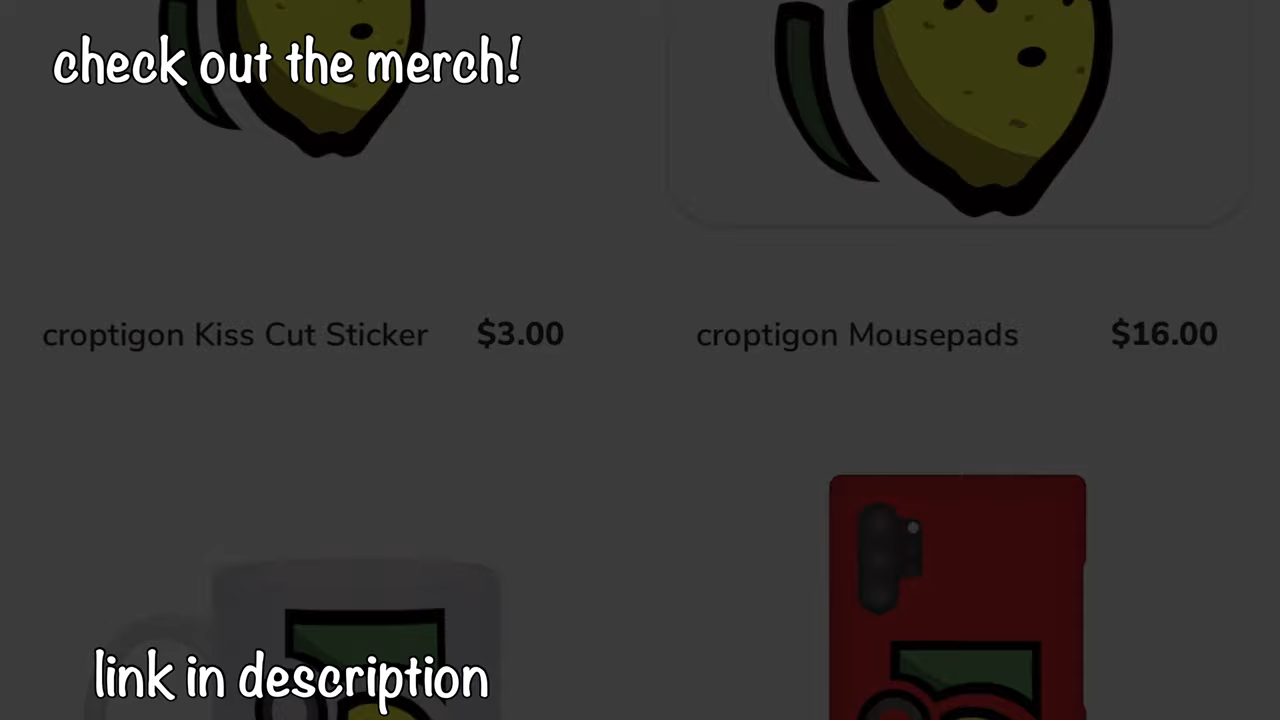 check out the merch!
croptigon Kiss Cut Sticker $3.00
croptigon Mousepads $16.00
link in description